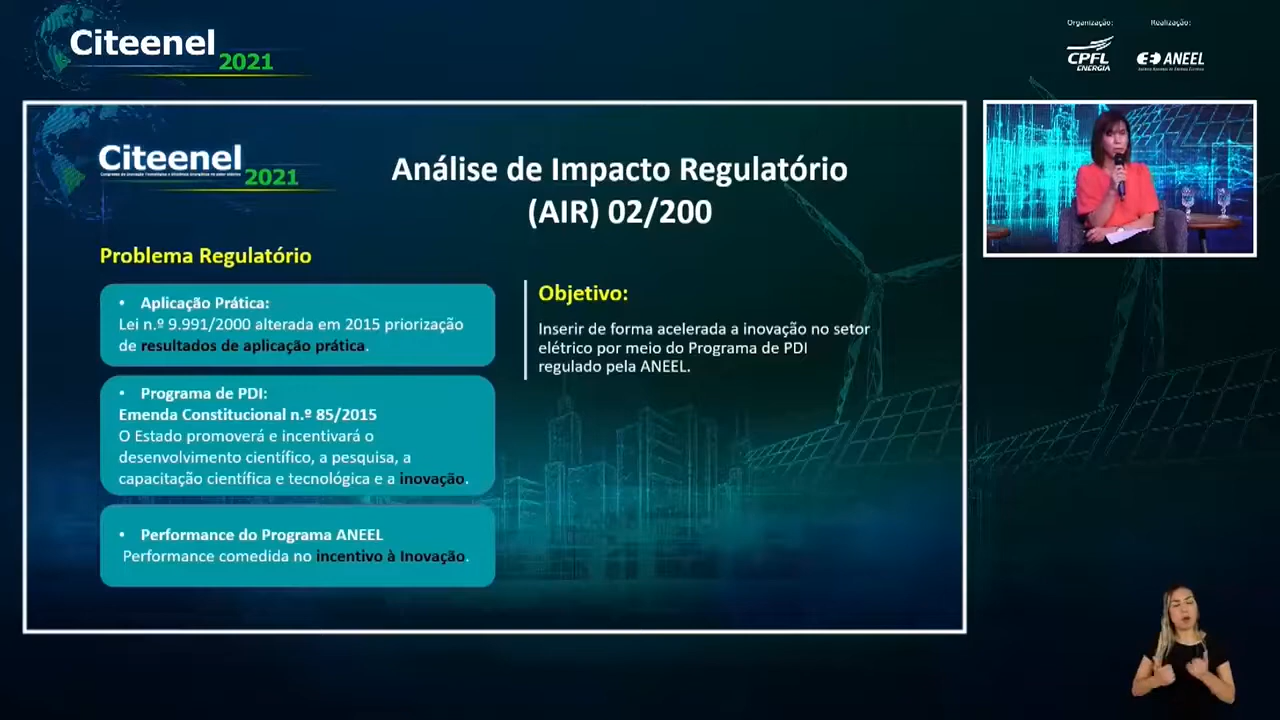 Citeenel
2021
Organização:
Realização:
CPFL
ENERGIA
ANEEL
Citeenel
2021
Análise de Impacto Regulatório
(AIR) 02/200
Problema Regulatório
• Aplicação Prática:
Lei n.º 9.991/2000 alterada em 2015 priorização
de resultados de aplicação prática.
• Programa de PDI:
Emenda Constitucional n.º 85/2015
O Estado promoverá e incentivará o
desenvolvimento científico, a pesquisa, a
capacitação científica e tecnológica e a inovação.
• Performance do Programa ANEEL
Performance comedida no incentivo à Inovação.
Objetivo:
Inserir de forma acelerada a inovação no setor
elétrico por meio do Programa de PDI
regulado pela ANEEL.